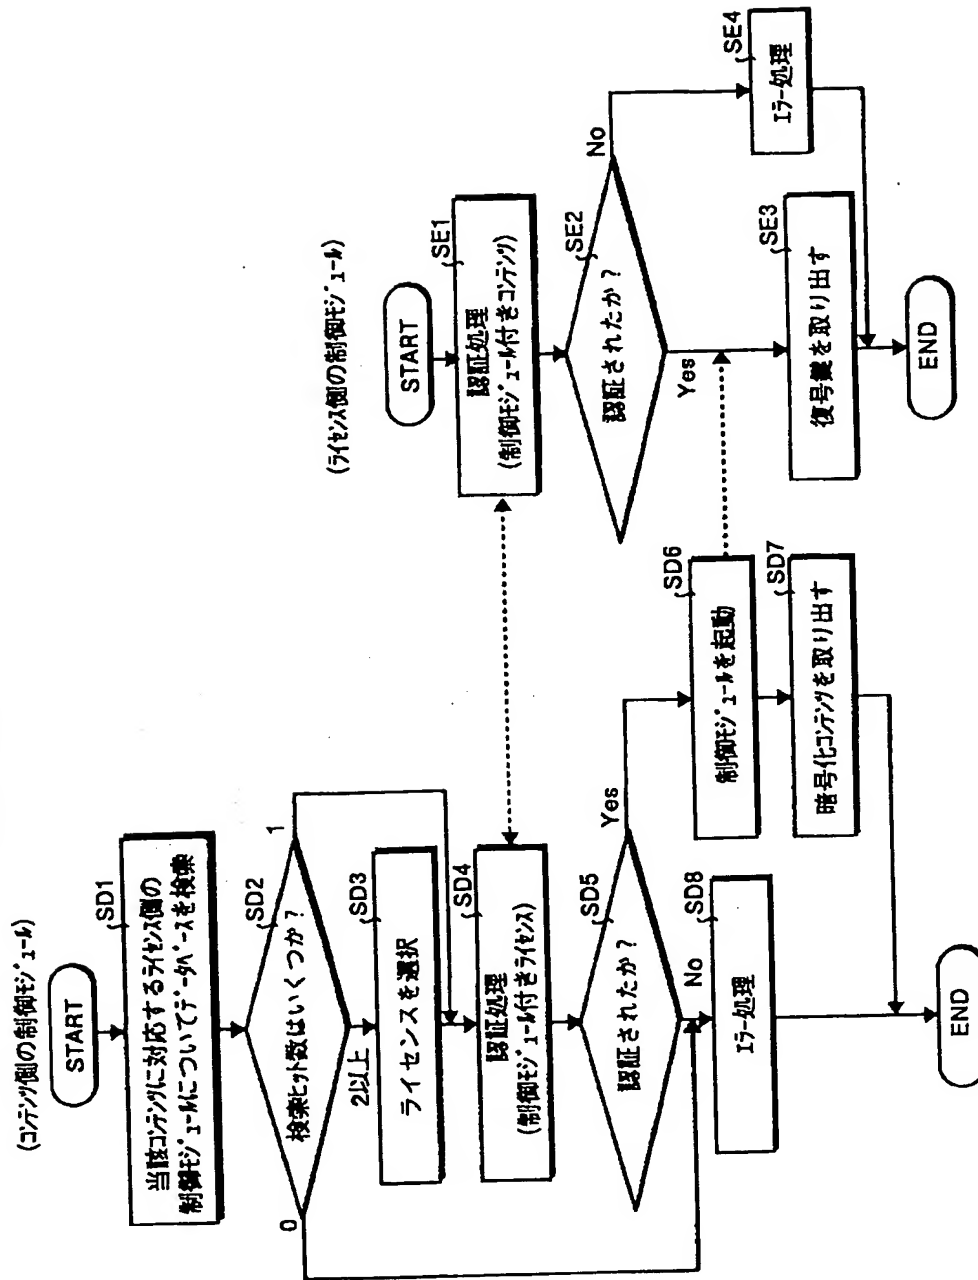 (コンテンツ側の制御モジュール)
START
SD1
当該コンテンツに対応するライセンス側の
制御モジュールについてデータベースを検索
SD2
検索ヒット数はいくつか?
0
1
2以上
SD3
ライセンスを選択
SD4
認証処理
(制御モジュール付きライセンス)
SD5
認証されたか?
Yes
No
SD6
制御モジュールを起動
SD7
暗号化コンテンツを取り出す
SD8
エラー処理
END
(ライセンス側の制御モジュール)
START
SE1
認証処理
(制御モジュール付きコンテンツ)
SE2
認証されたか?
Yes
No
SE3
復号鍵を取り出す
SE4
エラー処理
END